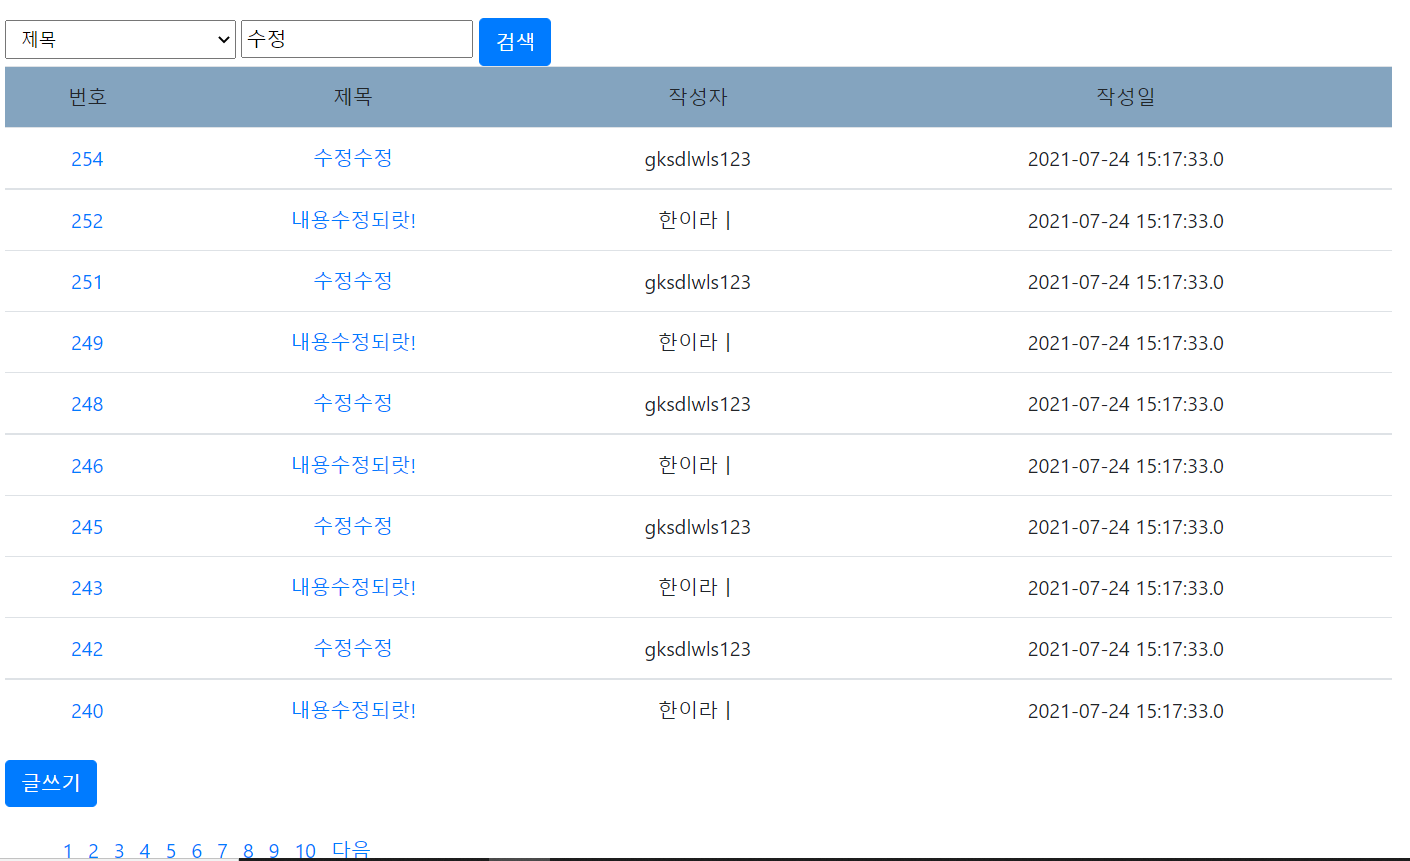 제목 수정 검색
번호 제목 작성자 작성일
254 수정수정 gksdlwls123 2021-07-24 15:17:33.0
252 내용수정되랏! 한이라ㅣ 2021-07-24 15:17:33.0
251 수정수정 gksdlwls123 2021-07-24 15:17:33.0
249 내용수정되랏! 한이라ㅣ 2021-07-24 15:17:33.0
248 수정수정 gksdlwls123 2021-07-24 15:17:33.0
246 내용수정되랏! 한이라ㅣ 2021-07-24 15:17:33.0
245 수정수정 gksdlwls123 2021-07-24 15:17:33.0
243 내용수정되랏! 한이라ㅣ 2021-07-24 15:17:33.0
242 수정수정 gksdlwls123 2021-07-24 15:17:33.0
240 내용수정되랏! 한이라ㅣ 2021-07-24 15:17:33.0
글쓰기
1 2 3 4 5 6 7 8 9 10 다음